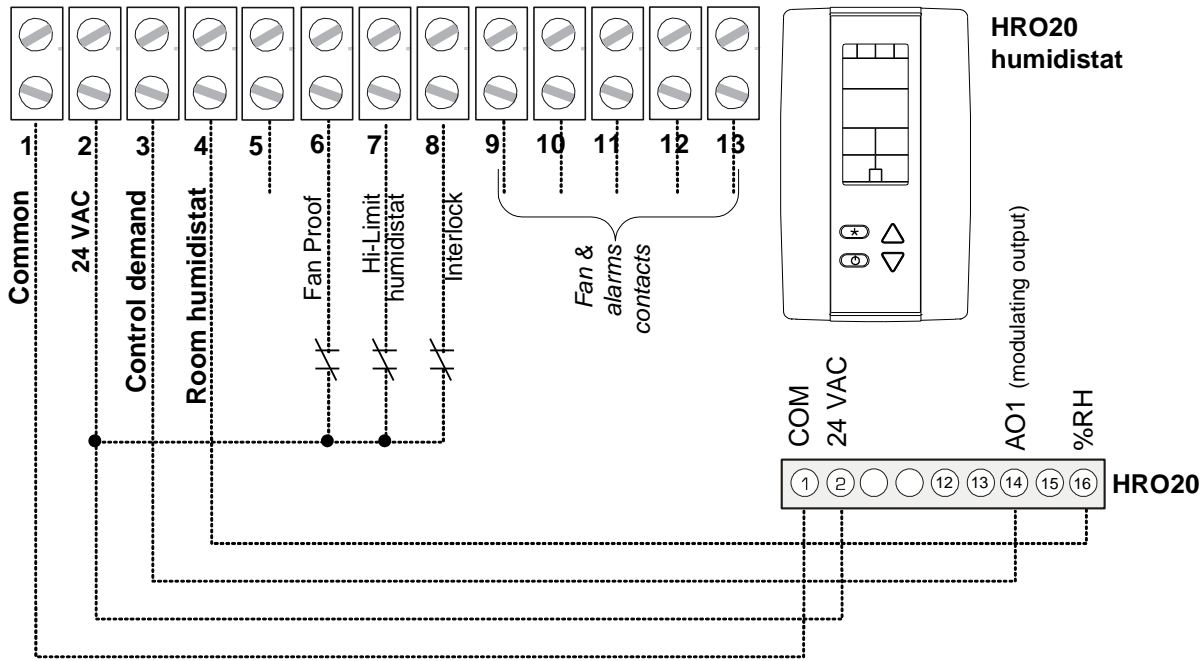 HRO20
humidistat
1 2 3 4 5 6 7 8 9 10 11 12 13
Common
24 VAC
Control demand
Room humidistat
Fan Proof
Hi-Limit
humidistat
Interlock
Fan &
alarms
contacts
COM
24 VAC
AO1 (modulating output)
%RH
1 2 12 13 14 15 16
HRO20